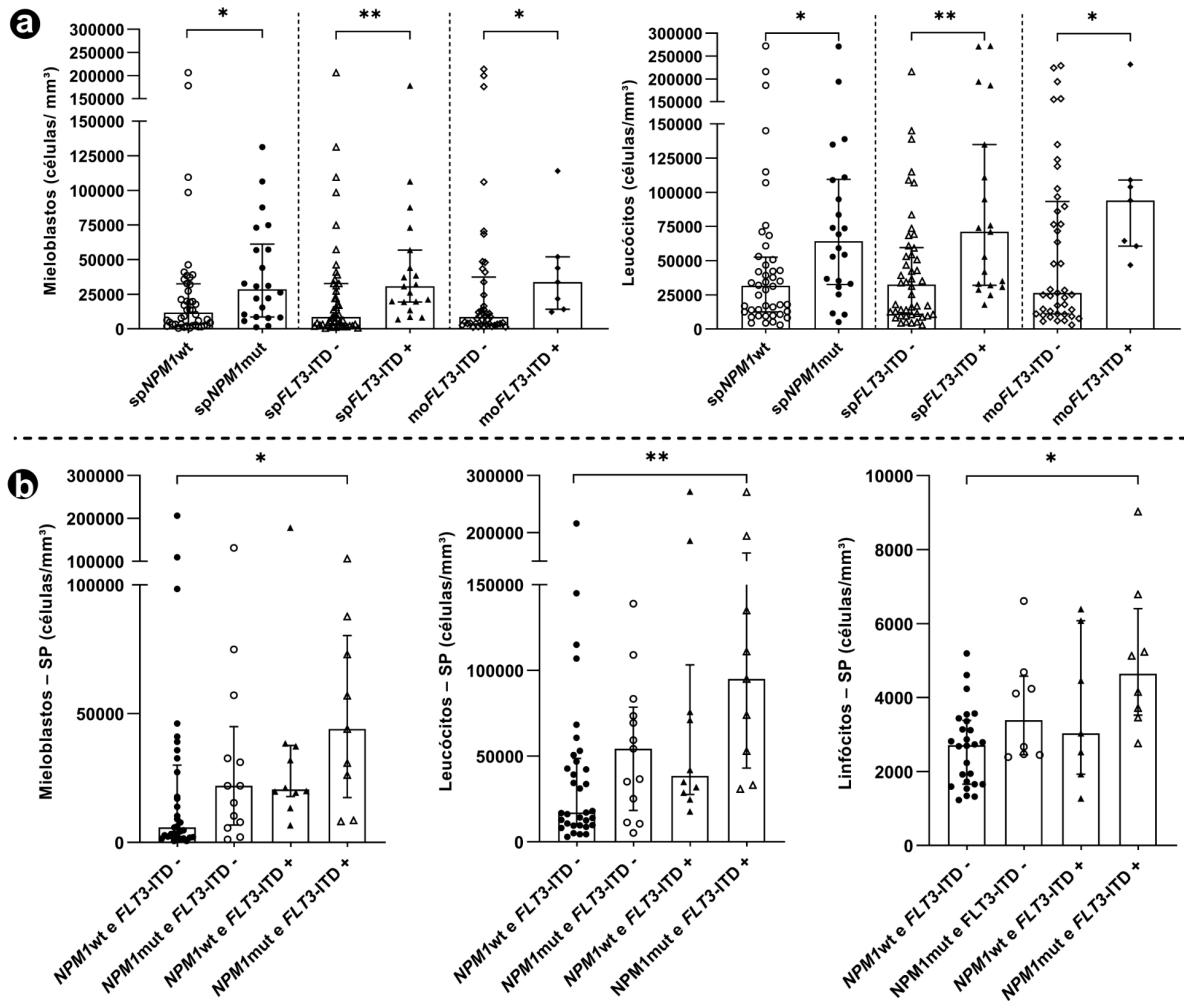 a
Mieloblastos (células/ mm³)
300000
250000
200000
150000
150000
125000
100000
75000
50000
25000
0
*
**
*
spNPM1wt
spNPM1mut
spFLT3-ITD -
spFLT3-ITD +
moFLT3-ITD -
moFLT3-ITD +
Leucócitos (células/mm³)
300000
250000
200000
150000
150000
125000
100000
75000
50000
25000
0
*
**
*
spNPM1wt
spNPM1mut
spFLT3-ITD -
spFLT3-ITD +
moFLT3-ITD -
moFLT3-ITD +
b
Mieloblastos – SP (células/mm³)
300000
200000
100000
100000
50000
0
*
NPM1wt e FLT3-ITD -
NPM1mut e FLT3-ITD -
NPM1wt e FLT3-ITD +
NPM1mut e FLT3-ITD +
Leucócitos – SP (células/mm³)
300000
200000
150000
100000
50000
0
**
NPM1wt e FLT3-ITD -
NPM1mut e FLT3-ITD -
NPM1wt e FLT3-ITD +
NPM1mut e FLT3-ITD +
Linfócitos – SP (células/mm³)
10000
8000
6000
4000
2000
0
*
NPM1wt e FLT3-ITD -
NPM1mut e FLT3-ITD -
NPM1wt e FLT3-ITD +
NPM1mut e FLT3-ITD +